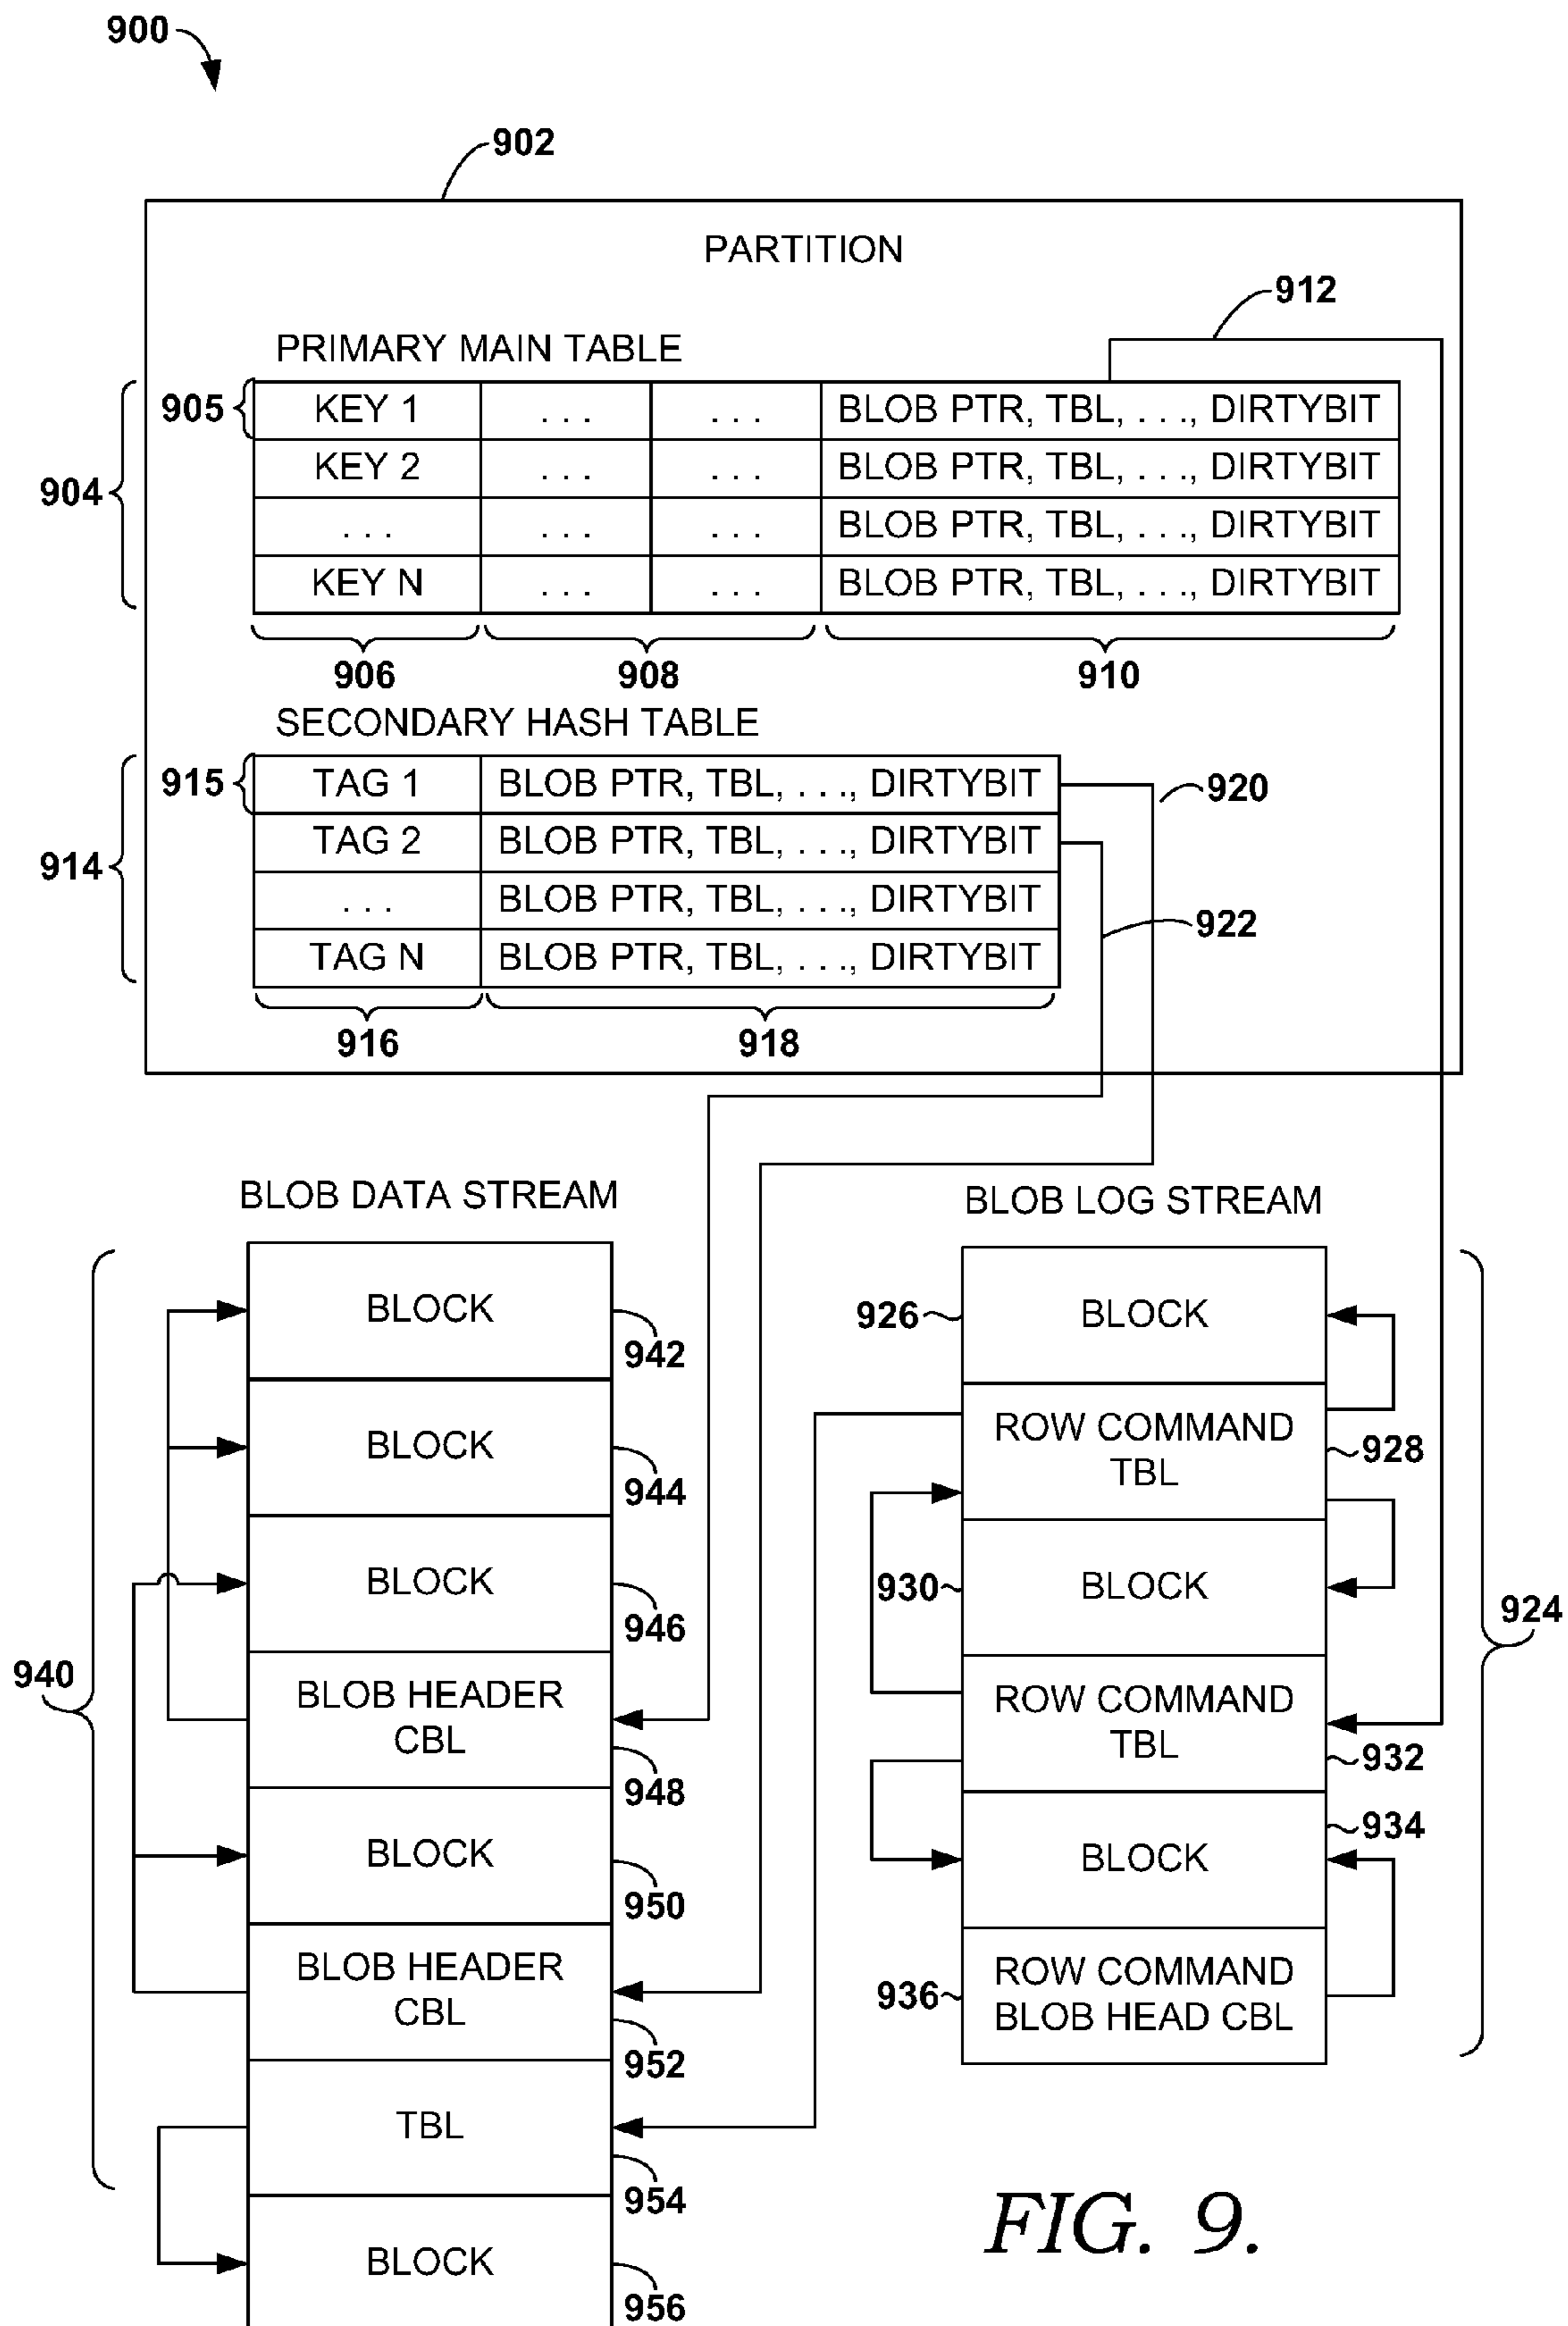 900
902
PARTITION
912
PRIMARY MAIN TABLE
905
KEY 1 . . . . . . BLOB PTR, TBL, . . ., DIRTYBIT
904
KEY 2 . . . . . . BLOB PTR, TBL, . . ., DIRTYBIT
. . . . . . . . . BLOB PTR, TBL, . . ., DIRTYBIT
KEY N . . . . . . BLOB PTR, TBL, . . ., DIRTYBIT
906 908 910
SECONDARY HASH TABLE
915
TAG 1 BLOB PTR, TBL, . . ., DIRTYBIT
920
914
TAG 2 BLOB PTR, TBL, . . ., DIRTYBIT
. . . BLOB PTR, TBL, . . ., DIRTYBIT
922
TAG N BLOB PTR, TBL, . . ., DIRTYBIT
916 918
BLOB DATA STREAM
940
BLOCK
942
BLOCK
944
BLOCK
946
BLOB HEADER
CBL
948
BLOCK
950
BLOB HEADER
CBL
952
TBL
954
BLOCK
956
BLOB LOG STREAM
924
926
BLOCK
ROW COMMAND
TBL
928
930
BLOCK
ROW COMMAND
TBL
932
BLOCK
934
936
ROW COMMAND
BLOB HEAD CBL
FIG. 9.